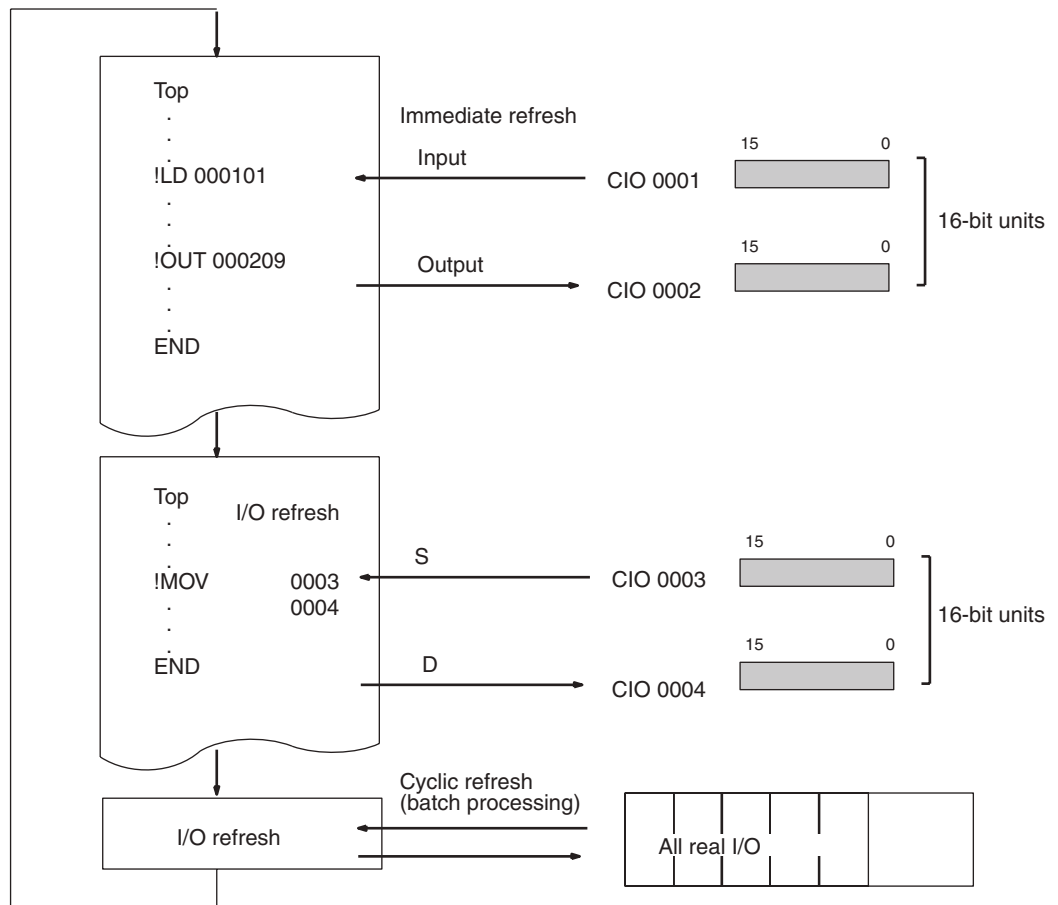 Top
.
.
.
!LD 000101
.
.
.
!OUT 000209
.
.
.
END
Immediate refresh
Input
Output
CIO 0001
15 0
CIO 0002
15 0
16-bit units
Top
.
.
.
I/O refresh
!MOV 0003
0004
.
.
.
END
S
D
CIO 0003
15 0
CIO 0004
15 0
16-bit units
I/O refresh
Cyclic refresh
(batch processing)
All real I/O